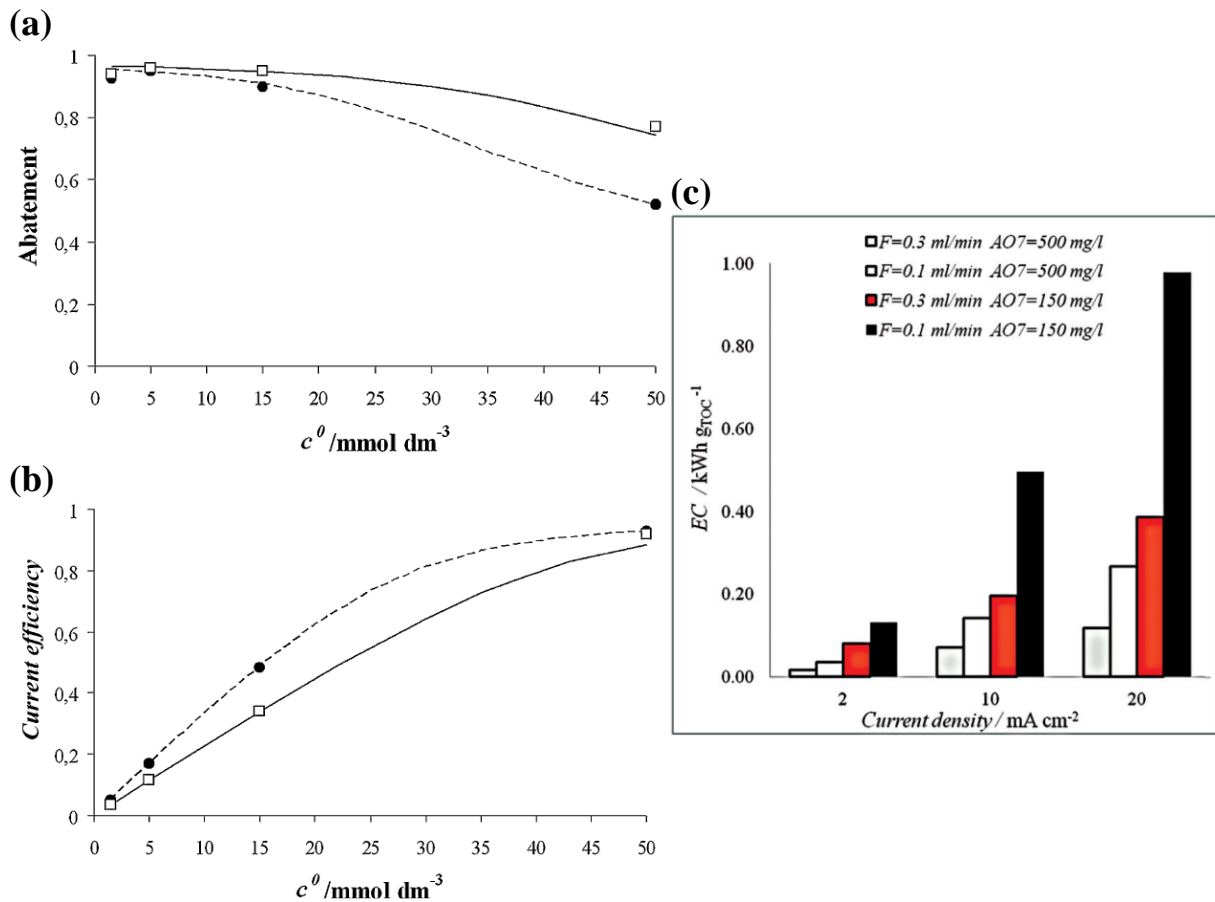 (a)
1
0,8
0,6
0,4
0,2
0
Abatement
0 5 10 15 20 25 30 35 40 45 50
c⁰/mmol dm⁻³
(b)
1
0,8
0,6
0,4
0,2
0
Current efficiency
0 5 10 15 20 25 30 35 40 45 50
c⁰/mmol dm⁻³
(c)
F=0.3 ml/min AO7=500 mg/l
F=0.1 ml/min AO7=500 mg/l
F=0.3 ml/min AO7=150 mg/l
F=0.1 ml/min AO7=150 mg/l
1.00
0.80
0.60
0.40
0.20
0.00
EC / kWh gTOC⁻¹
2 10 20
Current density / mA cm⁻²